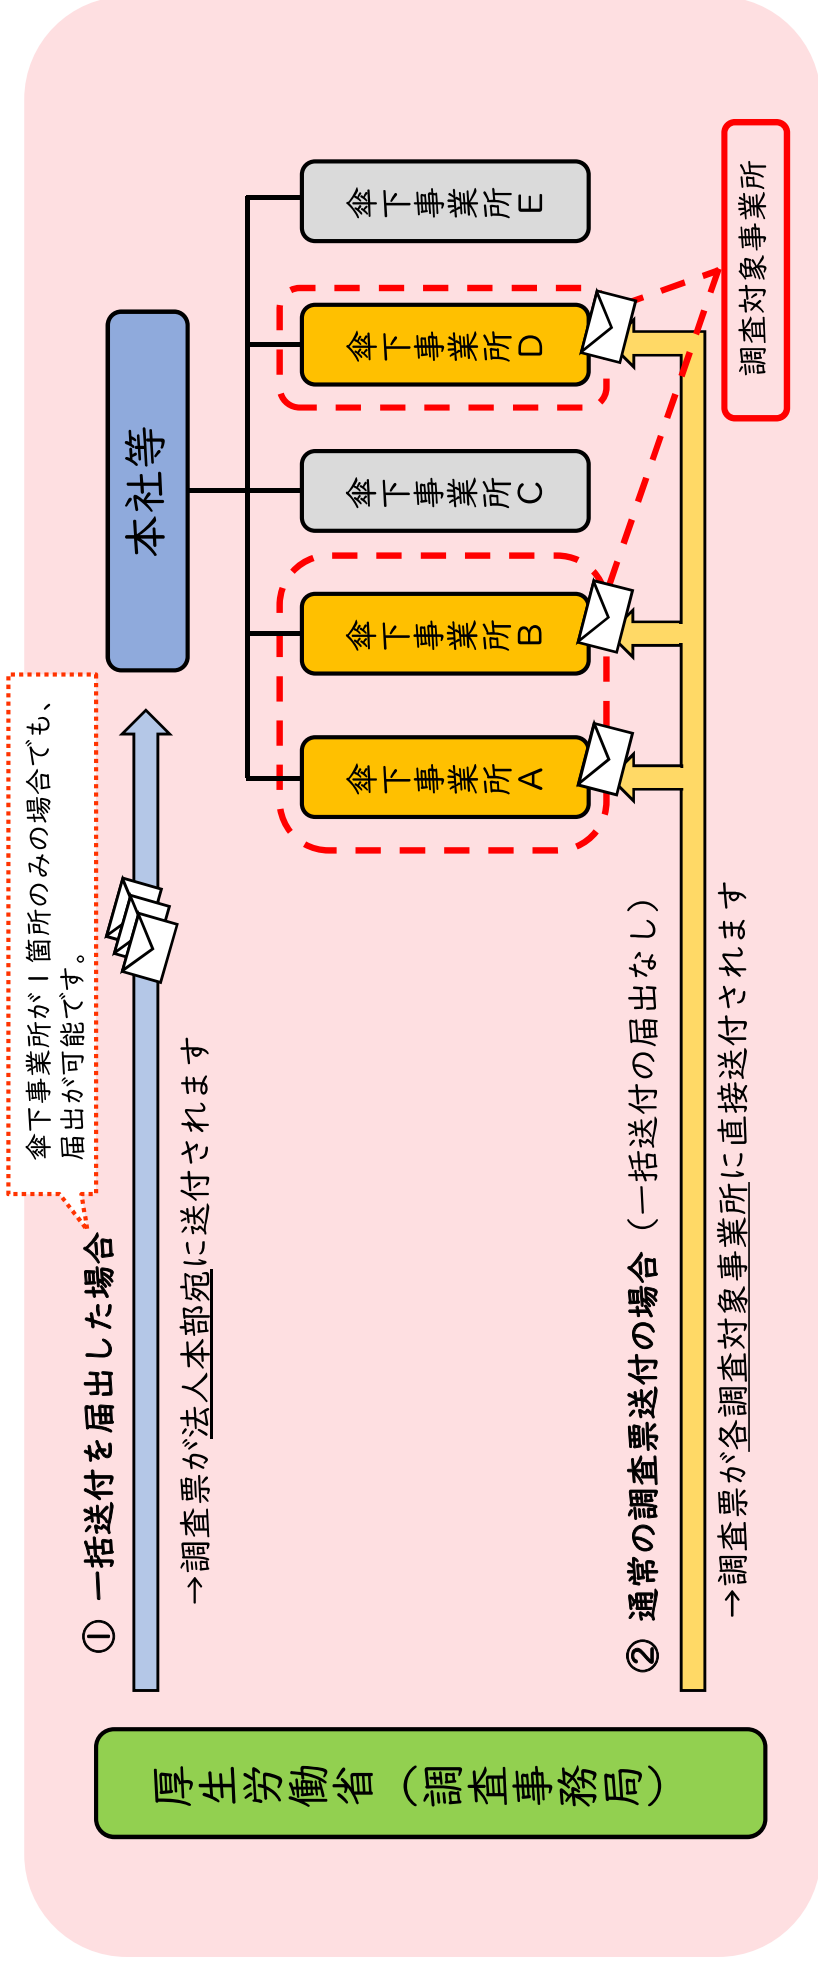 傘下事業所が１箇所のみの場合でも、
届出が可能です。
① 一括送付を届出した場合
→調査票が法人本部宛に送付されます
本社等
傘下事業所A
傘下事業所B
傘下事業所C
傘下事業所D
傘下事業所E
② 通常の調査票送付の場合（一括送付の届出なし）
→調査票が各調査対象事業所に直接送付されます
調査対象事業所
厚生労働省（調査事務局）